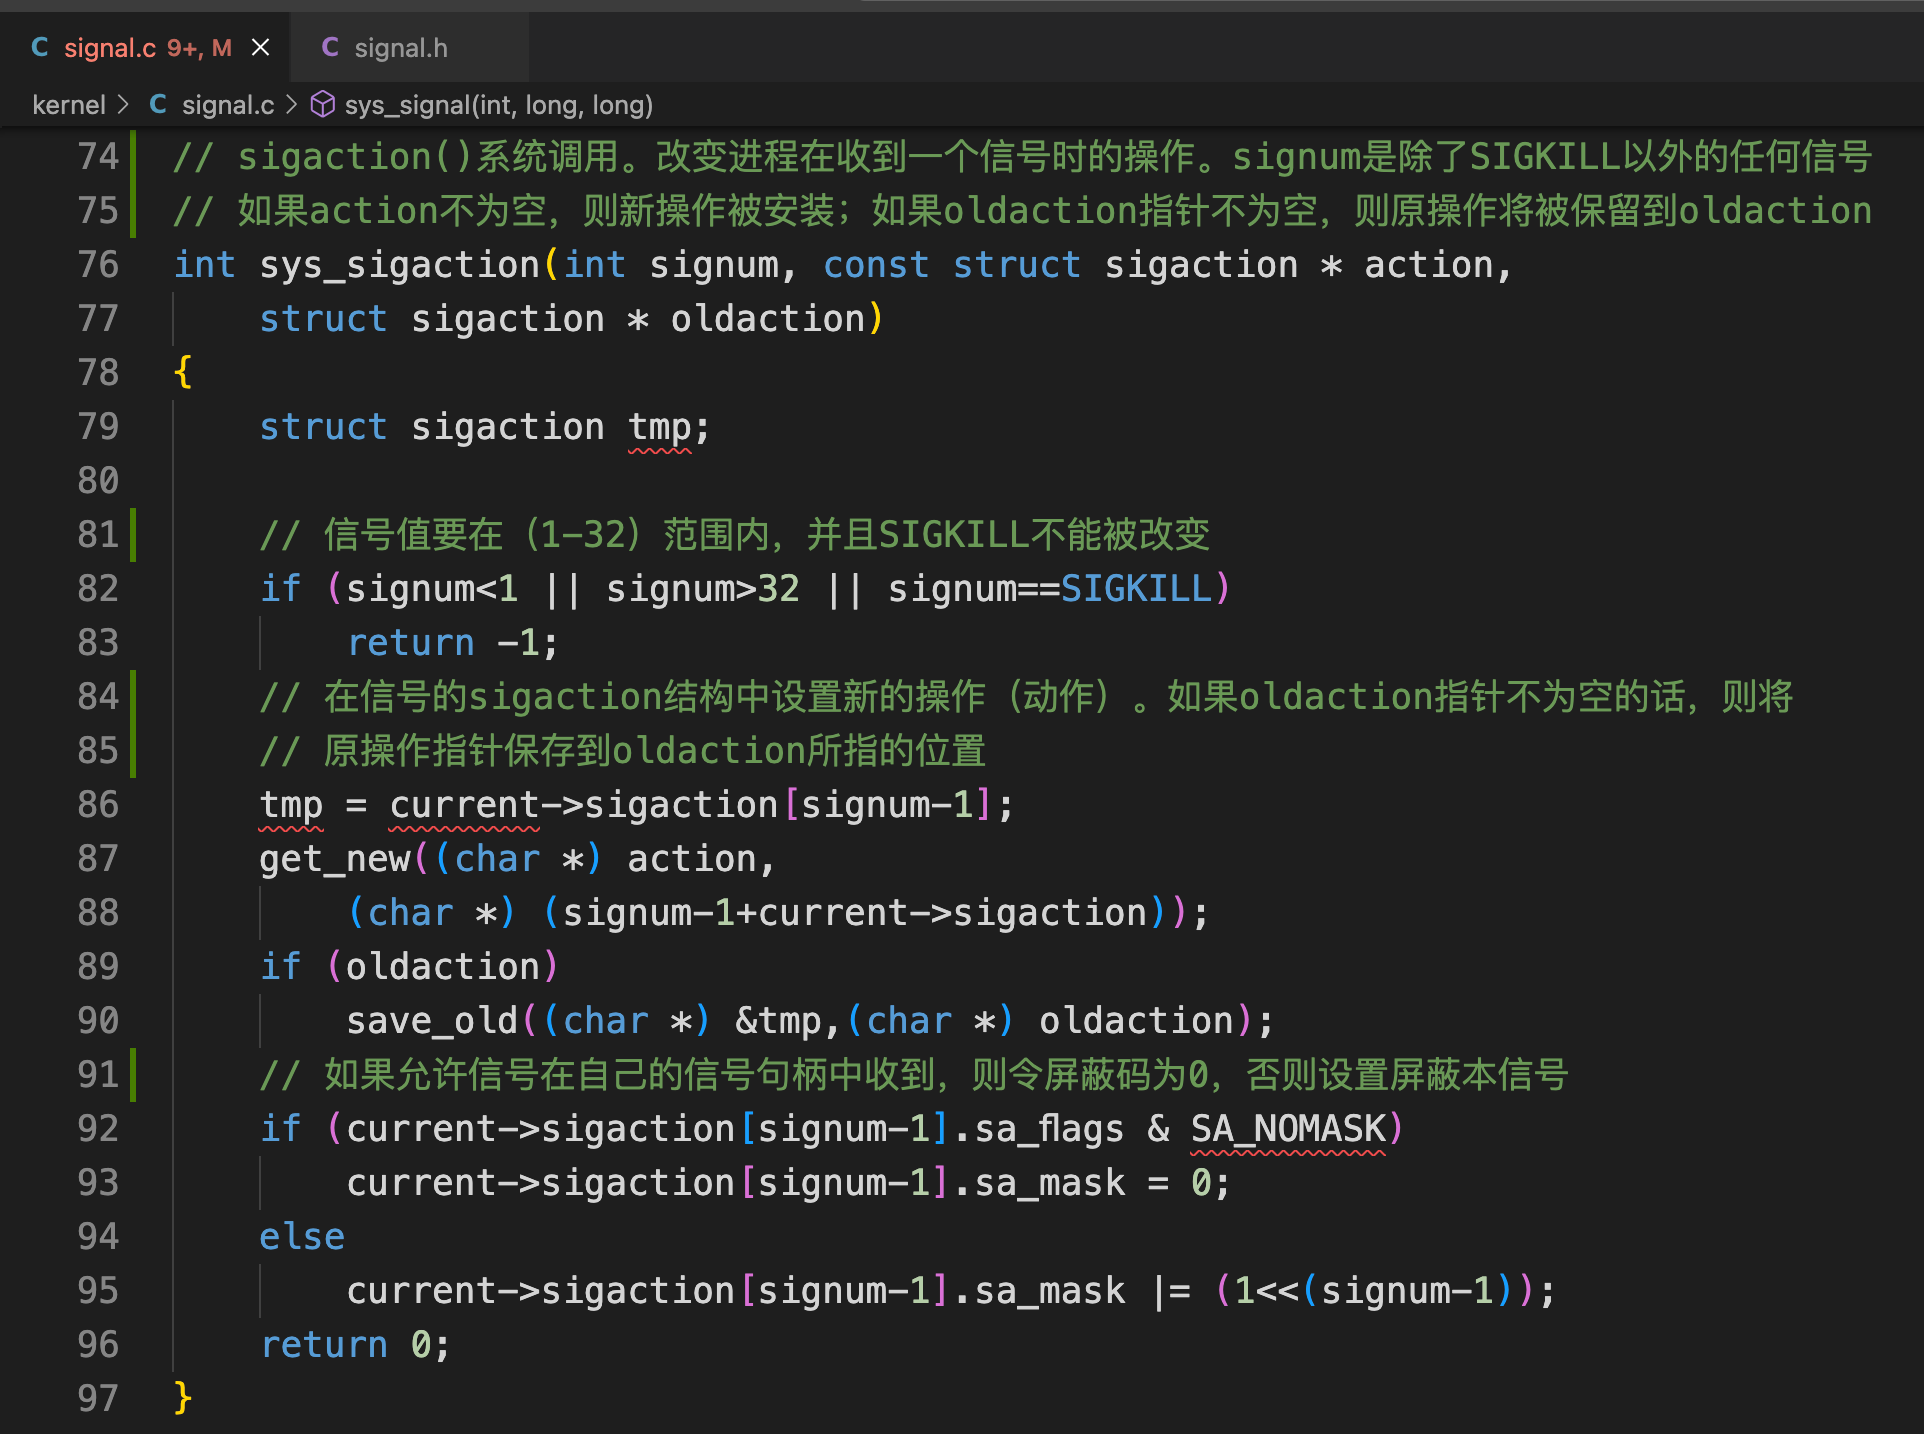 signal.c 9+, M
signal.h
kernel > signal.c > sys_signal(int, long, long)
74 // sigaction()系统调用。改变进程在收到一个信号时的操作。signum是除了SIGKILL以外的任何信号
75 // 如果action不为空，则新操作被安装；如果oldaction指针不为空，则原操作将被保留到oldaction
76 int sys_sigaction(int signum, const struct sigaction * action,
77     struct sigaction * oldaction)
78 {
79     struct sigaction tmp;
80
81     // 信号值要在（1-32）范围内，并且SIGKILL不能被改变
82     if (signum<1 || signum>32 || signum==SIGKILL)
83         return -1;
84     // 在信号的sigaction结构中设置新的操作（动作）。如果oldaction指针不为空的话，则将
85     // 原操作指针保存到oldaction所指的位置
86     tmp = current->sigaction[signum-1];
87     get_new((char *) action,
88         (char *) (signum-1+current->sigaction));
89     if (oldaction)
90         save_old((char *) &tmp,(char *) oldaction);
91     // 如果允许信号在自己的信号句柄中收到，则令屏蔽码为0，否则设置屏蔽本信号
92     if (current->sigaction[signum-1].sa_flags & SA_NOMASK)
93         current->sigaction[signum-1].sa_mask = 0;
94     else
95         current->sigaction[signum-1].sa_mask |= (1<<(signum-1));
96     return 0;
97 }